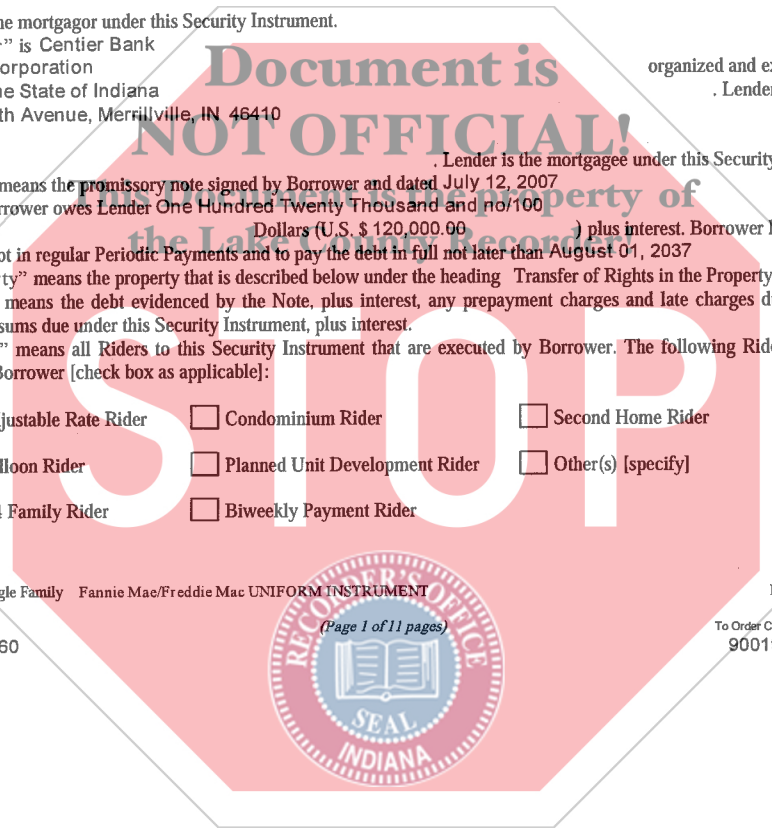 ne mortgagor under this Security Instrument.
" is Centier Bank
orporation organized and ex
ne State of Indiana . Lender
th Avenue, Merrillville, IN 46410
Document is
NOT OFFICIAL!
This Document is the property of
the Lake County Recorder!
. Lender is the mortgagee under this Security
means the promissory note signed by Borrower and dated July 12, 2007
rrower owes Lender One Hundred Twenty Thousand and no/100
Dollars (U.S. $ 120,000.00 ) plus interest. Borrower
ot in regular Periodic Payments and to pay the debt in full not later than August 01, 2037
ty" means the property that is described below under the heading Transfer of Rights in the Property
means the debt evidenced by the Note, plus interest, any prepayment charges and late charges d
sums due under this Security Instrument, plus interest.
" means all Riders to this Security Instrument that are executed by Borrower. The following Ride
Borrower [check box as applicable]:
STOP
justable Rate Rider Condominium Rider Second Home Rider
lloon Rider Planned Unit Development Rider Other(s) [specify]
Family Rider Biweekly Payment Rider
gle Family Fannie Mae/Freddie Mac UNIFORM INSTRUMENT
(Page 1 of 11 pages)
To Order C
60 9001
RECORDER'S OFFICE
SEAL
INDIANA